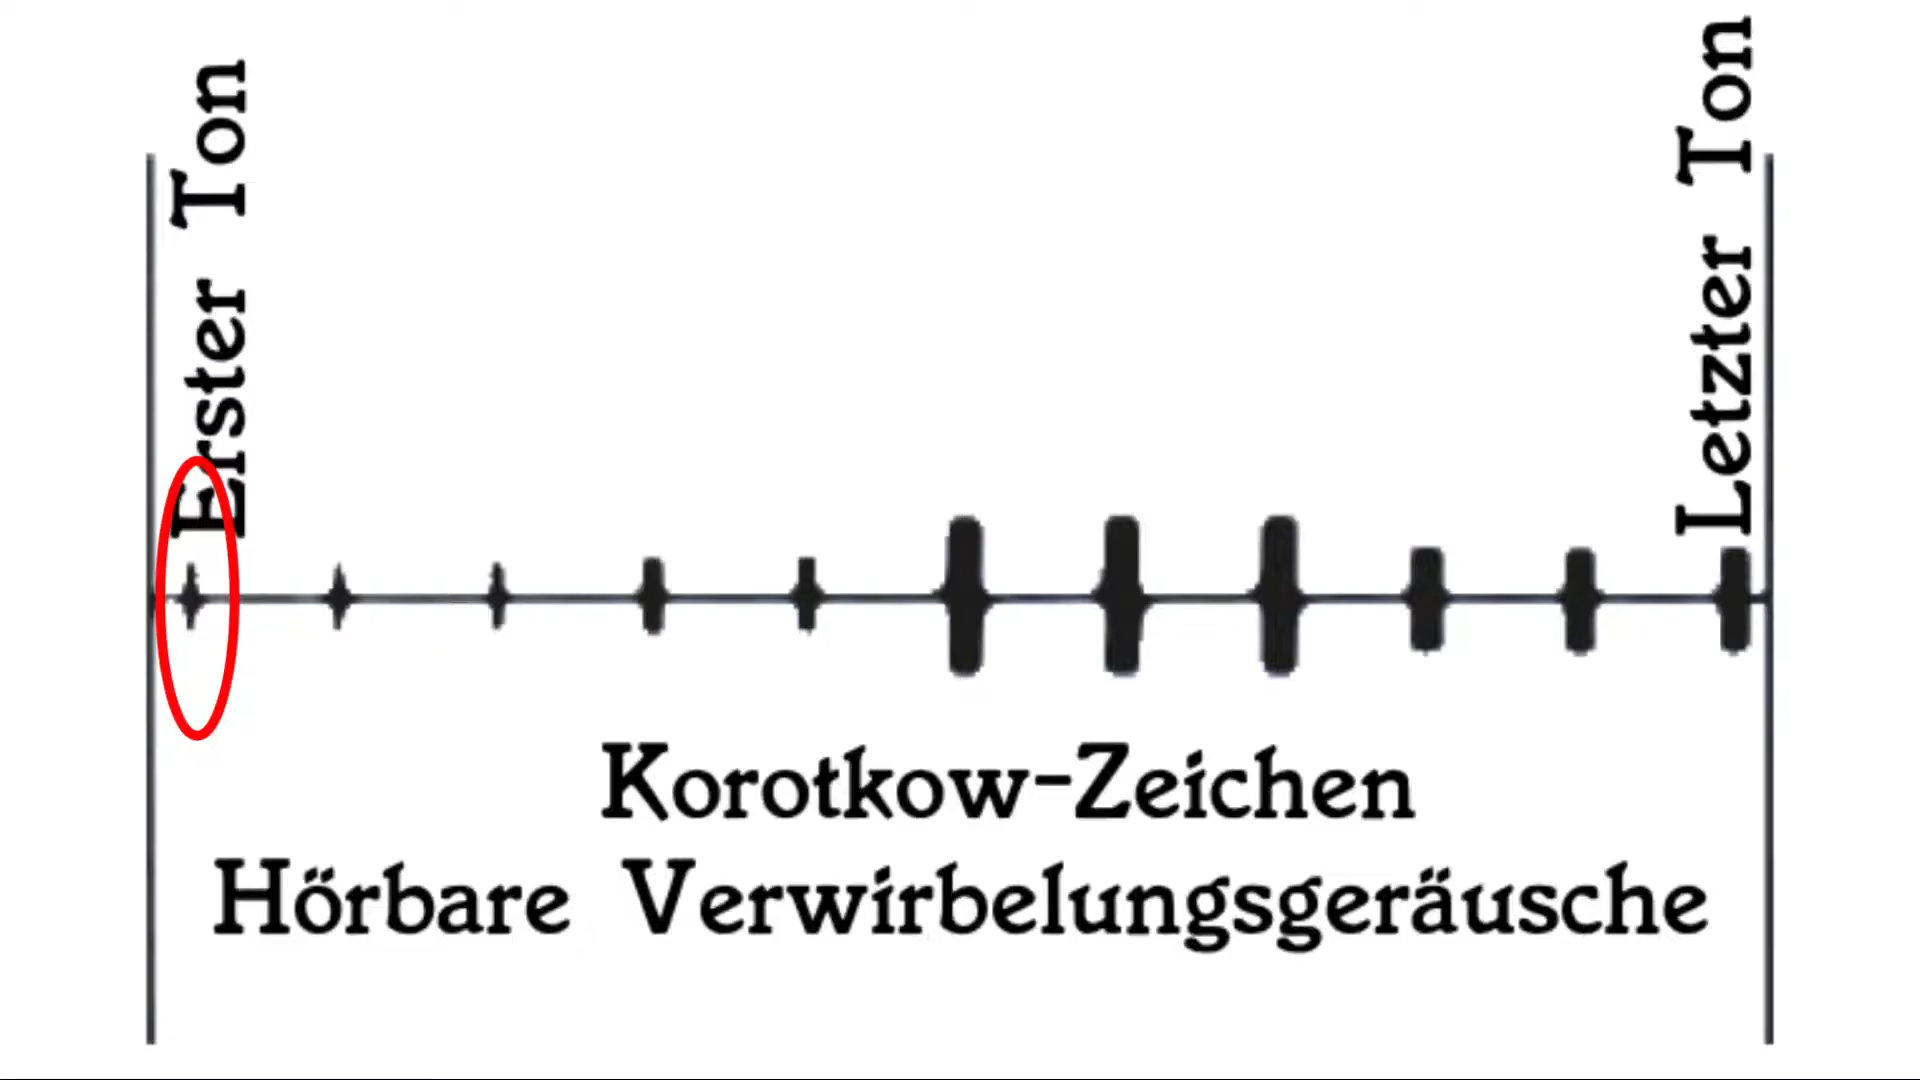 Erster Ton
Letzter Ton
Korotkow-Zeichen
Hörbare Verwirbelungsgeräusche